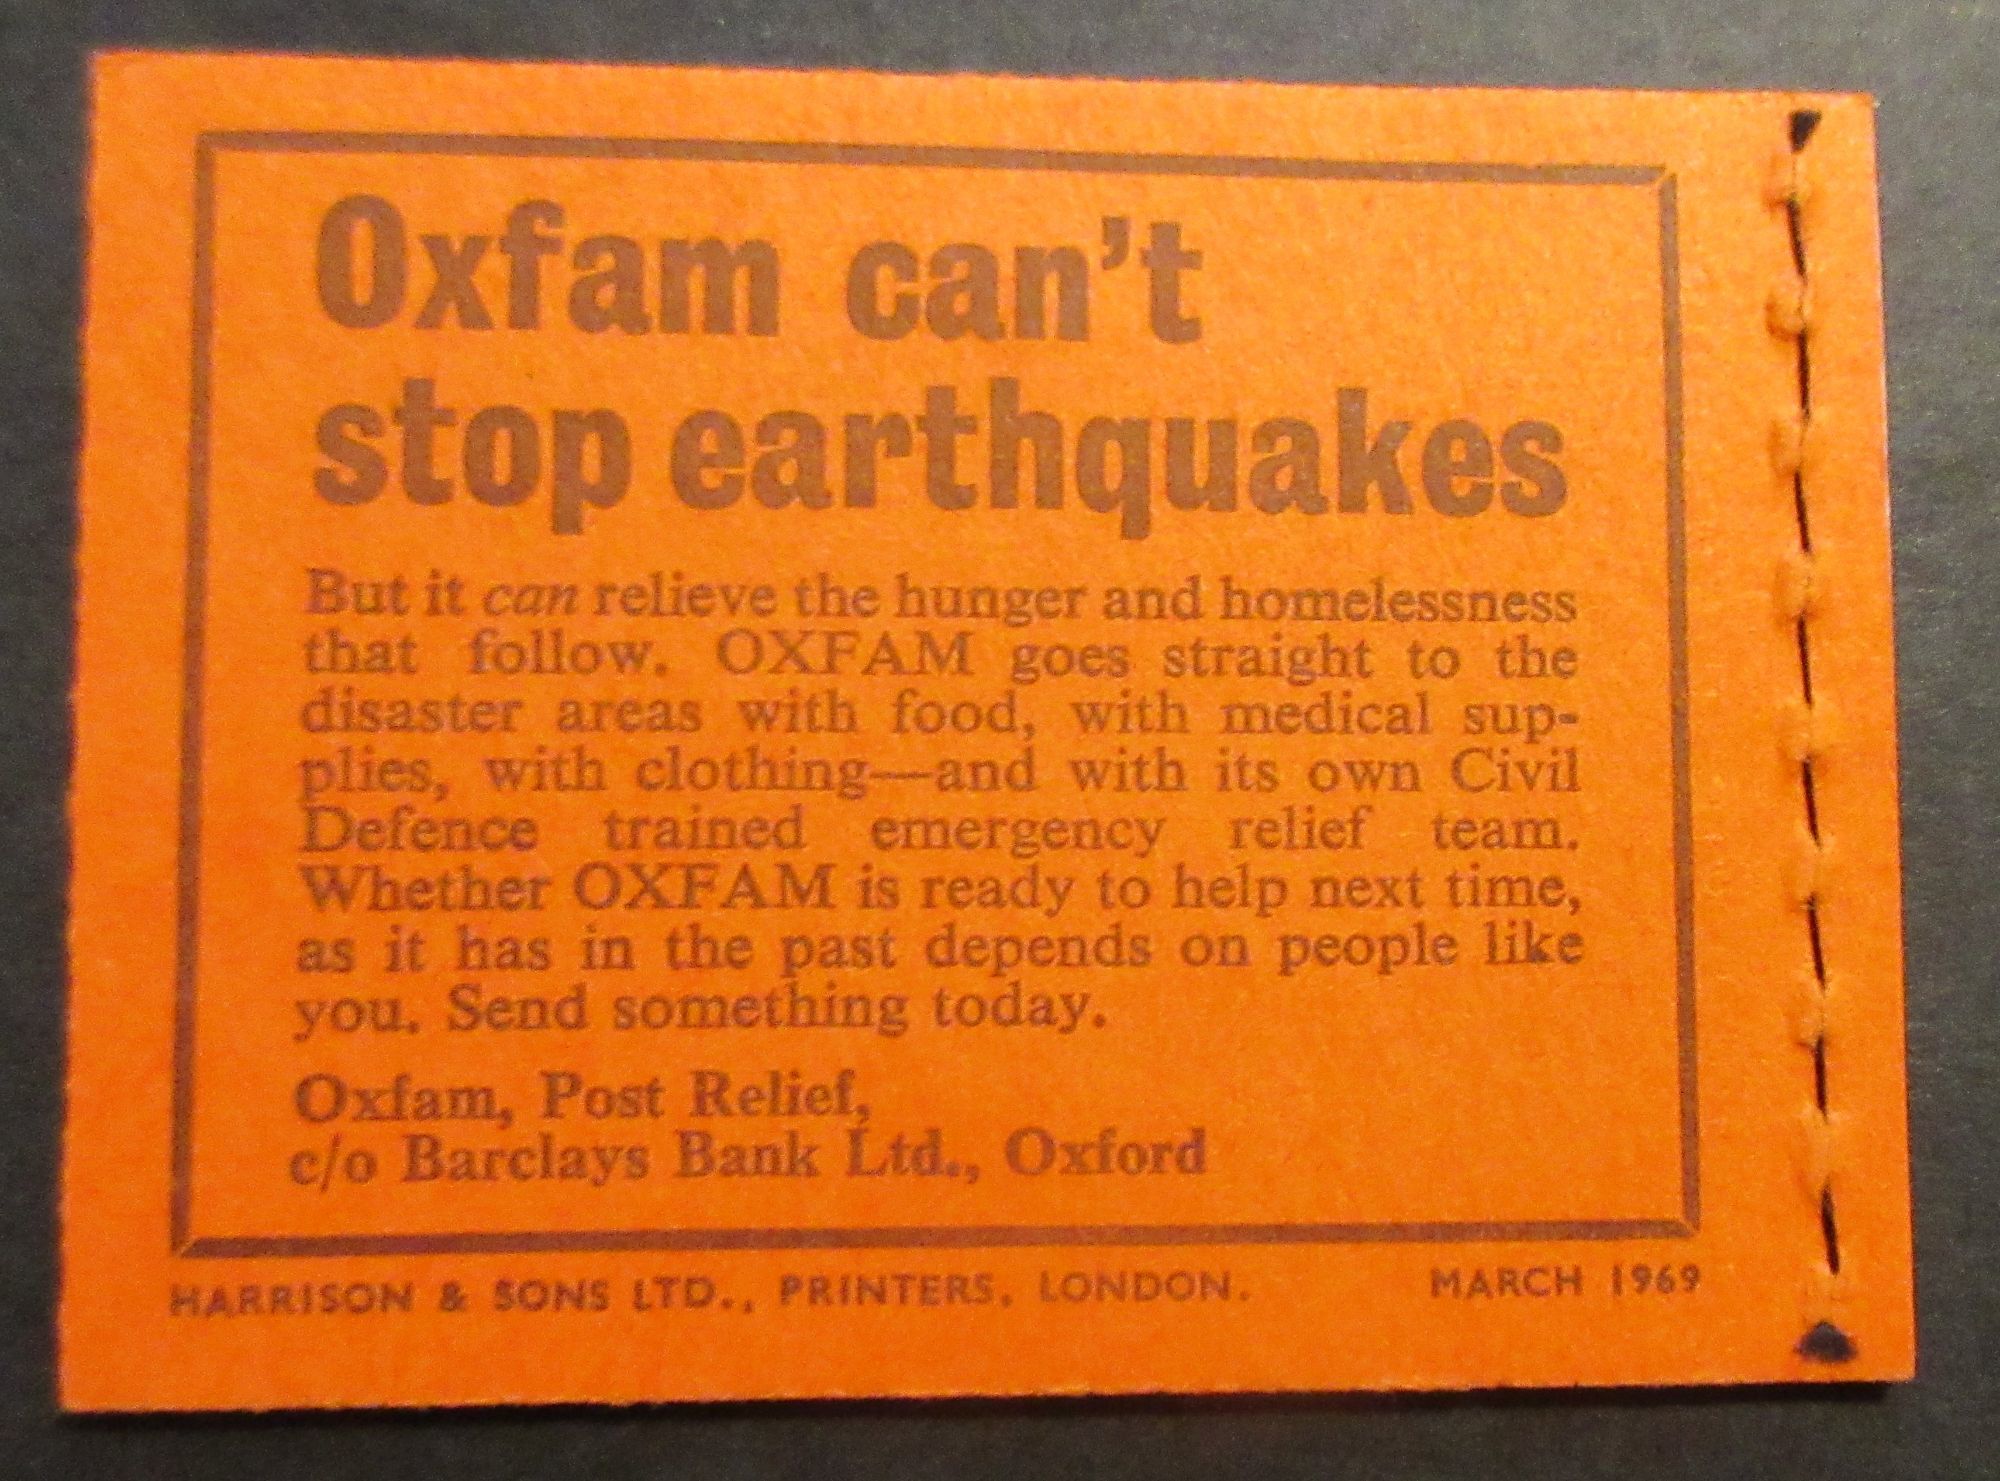 Oxfam can't
stop earthquakes
But it can relieve the hunger and homelessness
that follow. OXFAM goes straight to the
disaster areas with food, with medical sup-
plies, with clothing—and with its own Civil
Defence trained emergency relief team.
Whether OXFAM is ready to help next time,
as it has in the past depends on people like
you. Send something today.
Oxfam, Post Relief,
c/o Barclays Bank Ltd., Oxford
HARRISON & SONS LTD., PRINTERS, LONDON. MARCH 1969